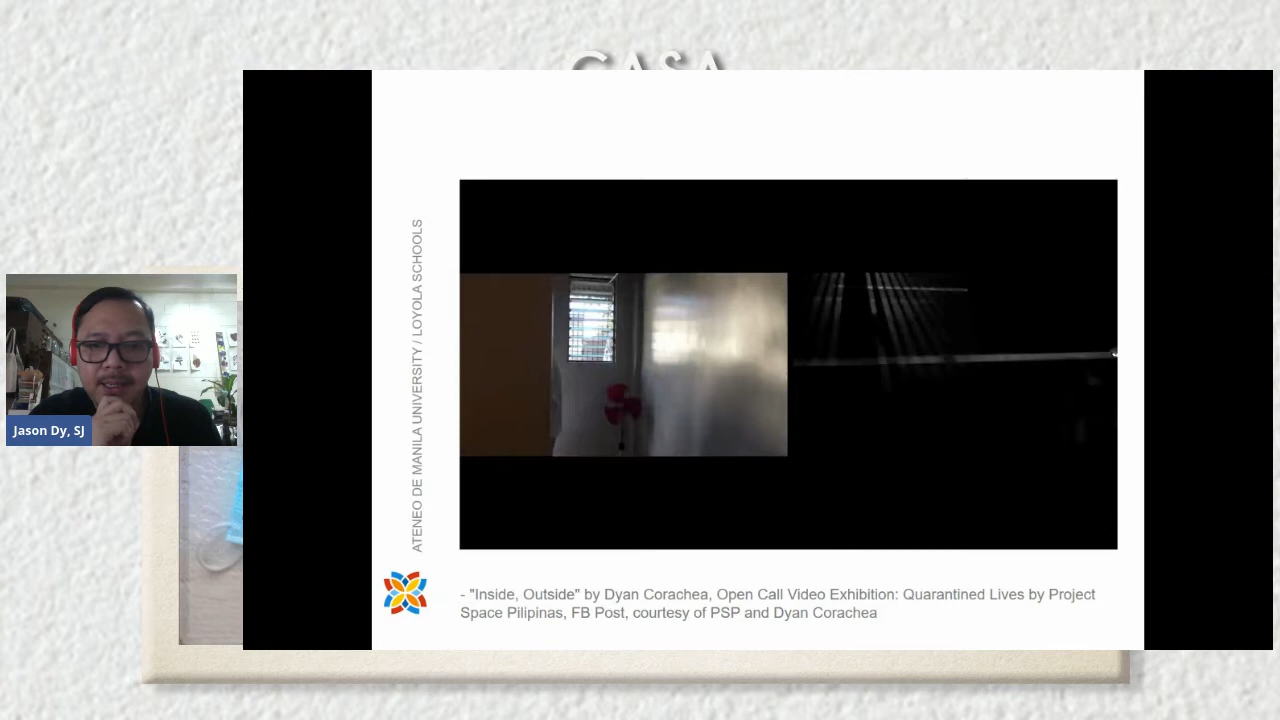 CASA
ATENEO DE MANILA UNIVERSITY / LOYOLA SCHOOLS
Jason Dy, SJ
- "Inside, Outside" by Dyan Corachea, Open Call Video Exhibition: Quarantined Lives by Project
Space Pilipinas, FB Post, courtesy of PSP and Dyan Corachea